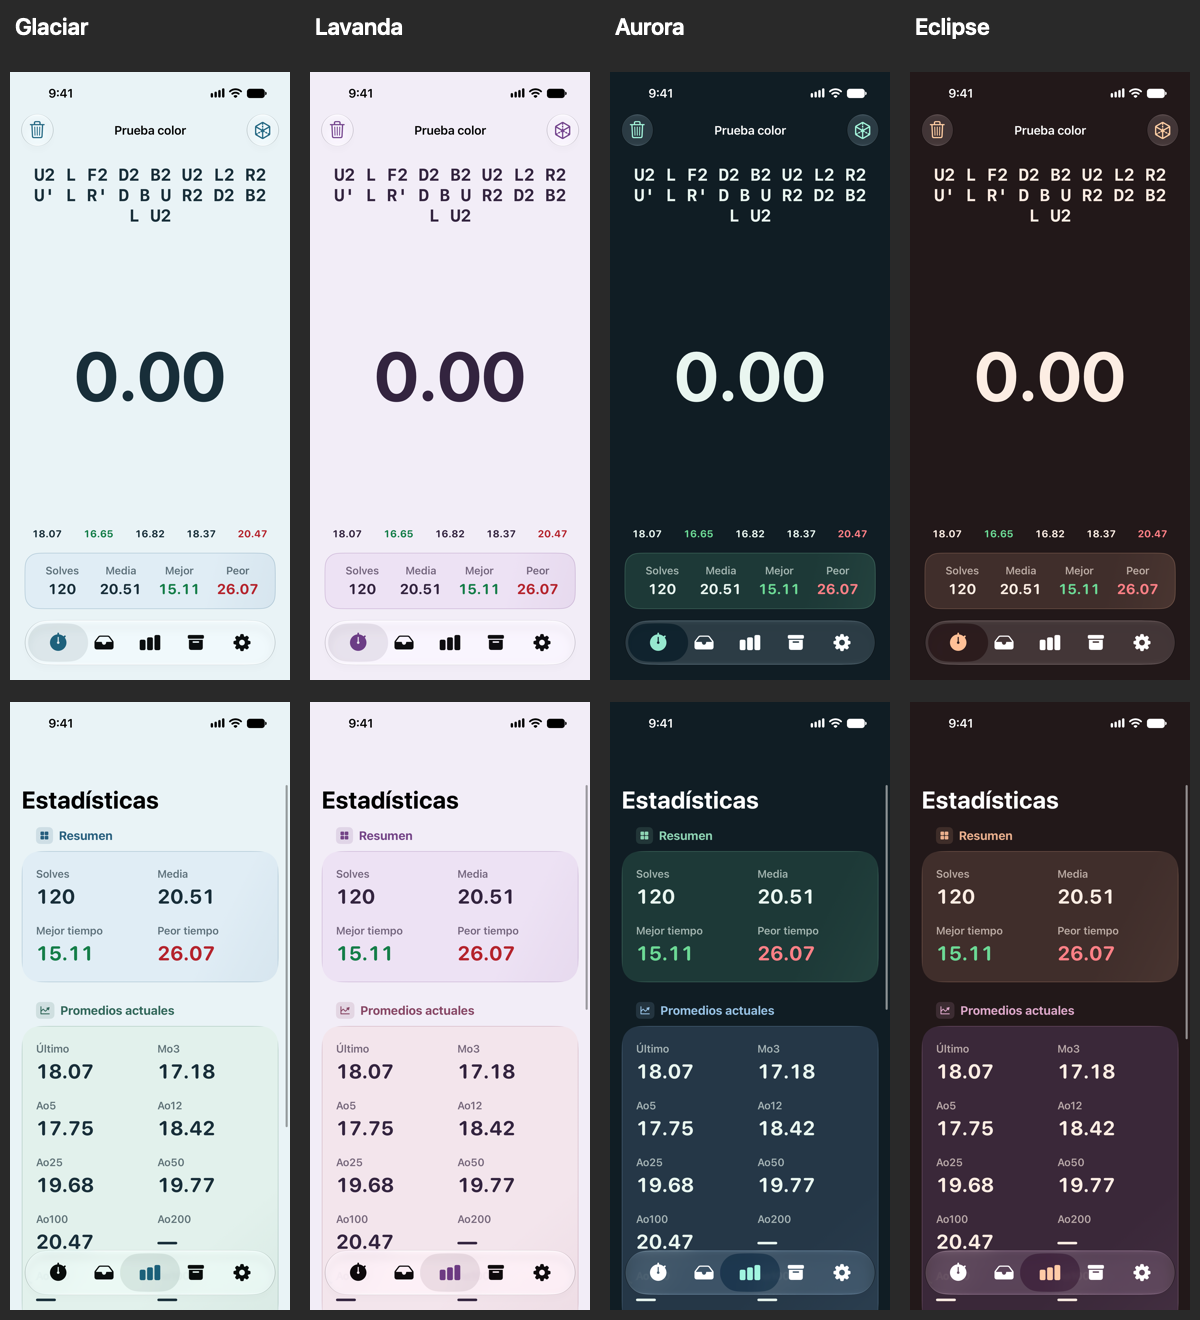 Glaciar
Lavanda
Aurora
Eclipse
9:41
Prueba color
U2 L F2 D2 B2 U2 L2 R2
U' L R' D B U R2 D2 B2
L U2
0.00
18.07 16.65 16.82 18.37 20.47
Solves Media Mejor Peor
120 20.51 15.11 26.07
9:41
Prueba color
U2 L F2 D2 B2 U2 L2 R2
U' L R' D B U R2 D2 B2
L U2
0.00
18.07 16.65 16.82 18.37 20.47
Solves Media Mejor Peor
120 20.51 15.11 26.07
9:41
Prueba color
U2 L F2 D2 B2 U2 L2 R2
U' L R' D B U R2 D2 B2
L U2
0.00
18.07 16.65 16.82 18.37 20.47
Solves Media Mejor Peor
120 20.51 15.11 26.07
9:41
Prueba color
U2 L F2 D2 B2 U2 L2 R2
U' L R' D B U R2 D2 B2
L U2
0.00
18.07 16.65 16.82 18.37 20.47
Solves Media Mejor Peor
120 20.51 15.11 26.07
9:41
Estadísticas
Resumen
Solves Media
120 20.51
Mejor tiempo Peor tiempo
15.11 26.07
Promedios actuales
Último Mo3
18.07 17.18
Ao5 Ao12
17.75 18.42
Ao25 Ao50
19.68 19.77
Ao100 Ao200
20.47 —
— —
9:41
Estadísticas
Resumen
Solves Media
120 20.51
Mejor tiempo Peor tiempo
15.11 26.07
Promedios actuales
Último Mo3
18.07 17.18
Ao5 Ao12
17.75 18.42
Ao25 Ao50
19.68 19.77
Ao100 Ao200
20.47 —
— —
9:41
Estadísticas
Resumen
Solves Media
120 20.51
Mejor tiempo Peor tiempo
15.11 26.07
Promedios actuales
Último Mo3
18.07 17.18
Ao5 Ao12
17.75 18.42
Ao25 Ao50
19.68 19.77
Ao100 Ao200
20.47 —
— —
9:41
Estadísticas
Resumen
Solves Media
120 20.51
Mejor tiempo Peor tiempo
15.11 26.07
Promedios actuales
Último Mo3
18.07 17.18
Ao5 Ao12
17.75 18.42
Ao25 Ao50
19.68 19.77
Ao100 Ao200
20.47 —
— —